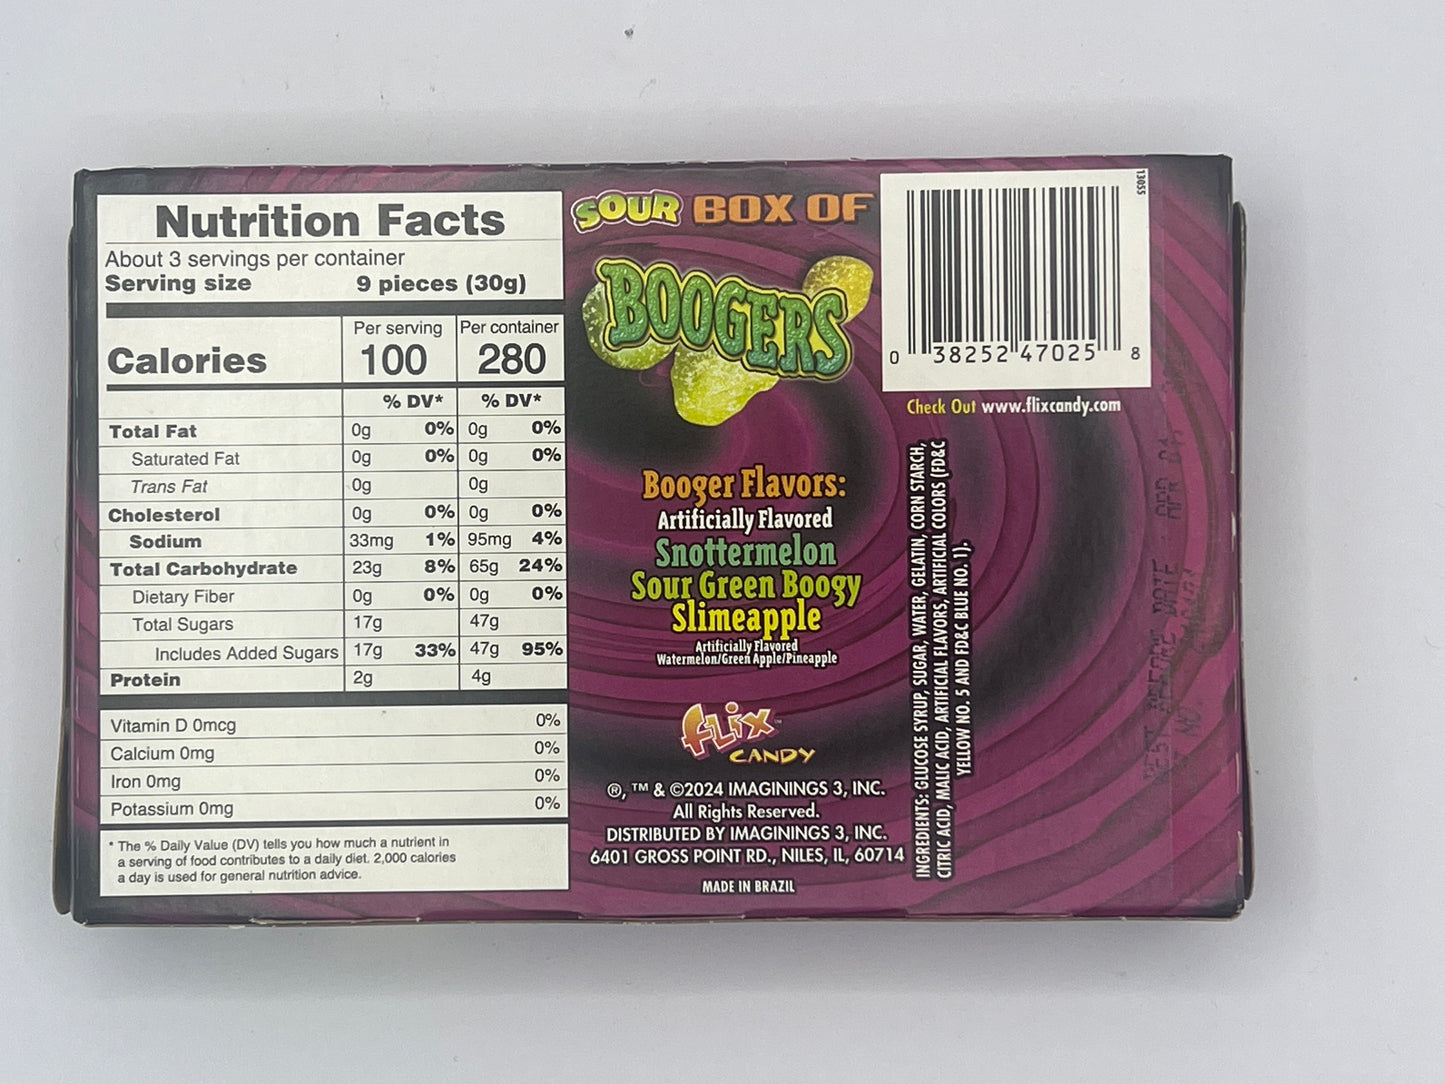 Nutrition Facts
About 3 servings per container
Serving size 9 pieces (30g)
Per serving Per container
Calories 100 280
% DV* % DV*
Total Fat 0g 0% 0g 0%
Saturated Fat 0g 0% 0g 0%
Trans Fat 0g 0g
Cholesterol 0g 0% 0g 0%
Sodium 33mg 1% 95mg 4%
Total Carbohydrate 23g 8% 65g 24%
Dietary Fiber 0g 0% 0g 0%
Total Sugars 17g 47g
Includes Added Sugars 17g 33% 47g 95%
Protein 2g 4g
Vitamin D 0mcg 0%
Calcium 0mg 0%
Iron 0mg 0%
Potassium 0mg 0%
* The % Daily Value (DV) tells you how much a nutrient in
a serving of food contributes to a daily diet. 2,000 calories
a day is used for general nutrition advice.
SOUR BOX OF
BOOGERS
Booger Flavors:
Artificially Flavored
Snottermelon
Sour Green Boogy
Slimeapple
Artificially Flavored
Watermelon/Green Apple/Pineapple
FLiX™
CANDY
®, ™ & ©2024 IMAGININGS 3, INC.
All Rights Reserved.
DISTRIBUTED BY IMAGININGS 3, INC.
6401 GROSS POINT RD., NILES, IL, 60714
MADE IN BRAZIL
13055
0 38252 47025 8
Check Out www.flixcandy.com
INGREDIENTS: GLUCOSE SYRUP, SUGAR, WATER, GELATIN, CORN STARCH,
CITRIC ACID, MALIC ACID, ARTIFICIAL FLAVORS, ARTIFICIAL COLORS (FD&C
YELLOW NO. 5 AND FD&C BLUE NO. 1).
BEST BEFORE DATE : APR 04,
NO.